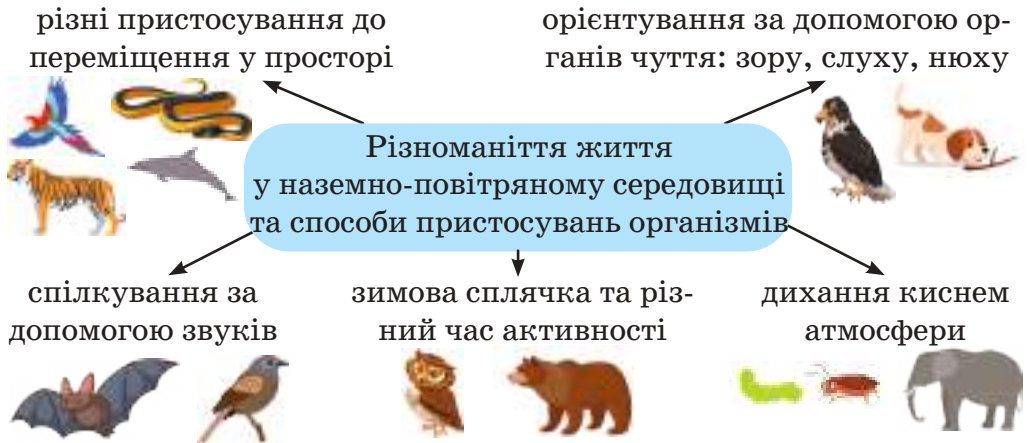 різні пристосування до
переміщення у просторі
орієнтування за допомогою ор-
ганів чуття: зору, слуху, нюху
Різноманіття життя
у наземно-повітряному середовищі
та способи пристосувань організмів
спілкування за
допомогою звуків
зимова сплячка та різ-
ний час активності
дихання киснем
атмосфери